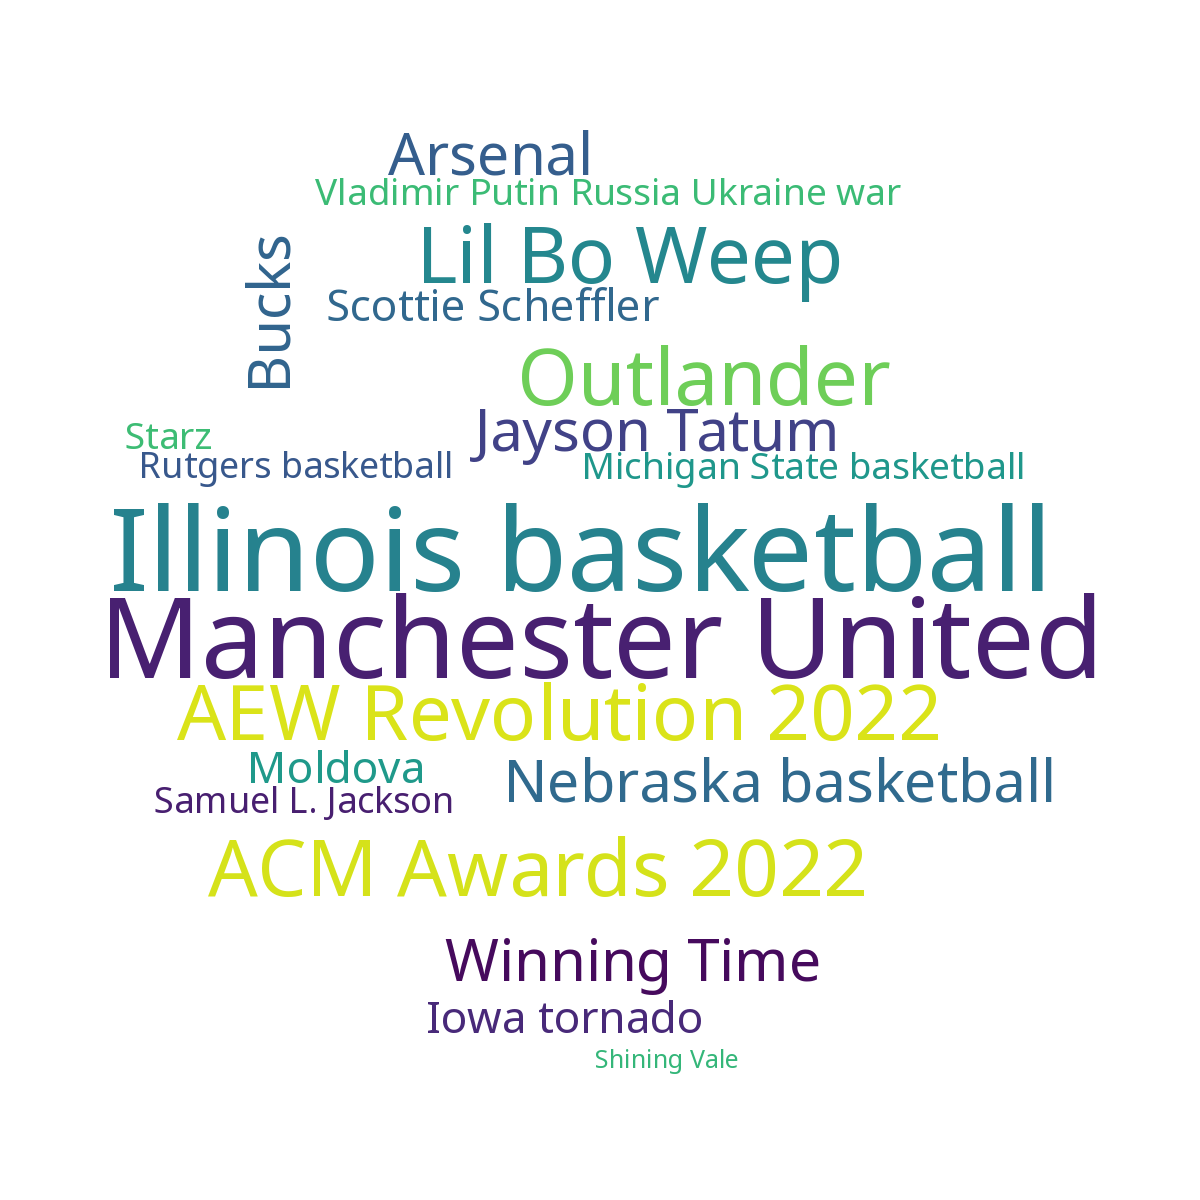 Arsenal
Vladimir Putin Russia Ukraine war
Lil Bo Weep
Bucks
Scottie Scheffler
Outlander
Jayson Tatum
Starz
Rutgers basketball
Michigan State basketball
Illinois basketball
Manchester United
AEW Revolution 2022
Moldova
Nebraska basketball
Samuel L. Jackson
ACM Awards 2022
Winning Time
Iowa tornado
Shining Vale